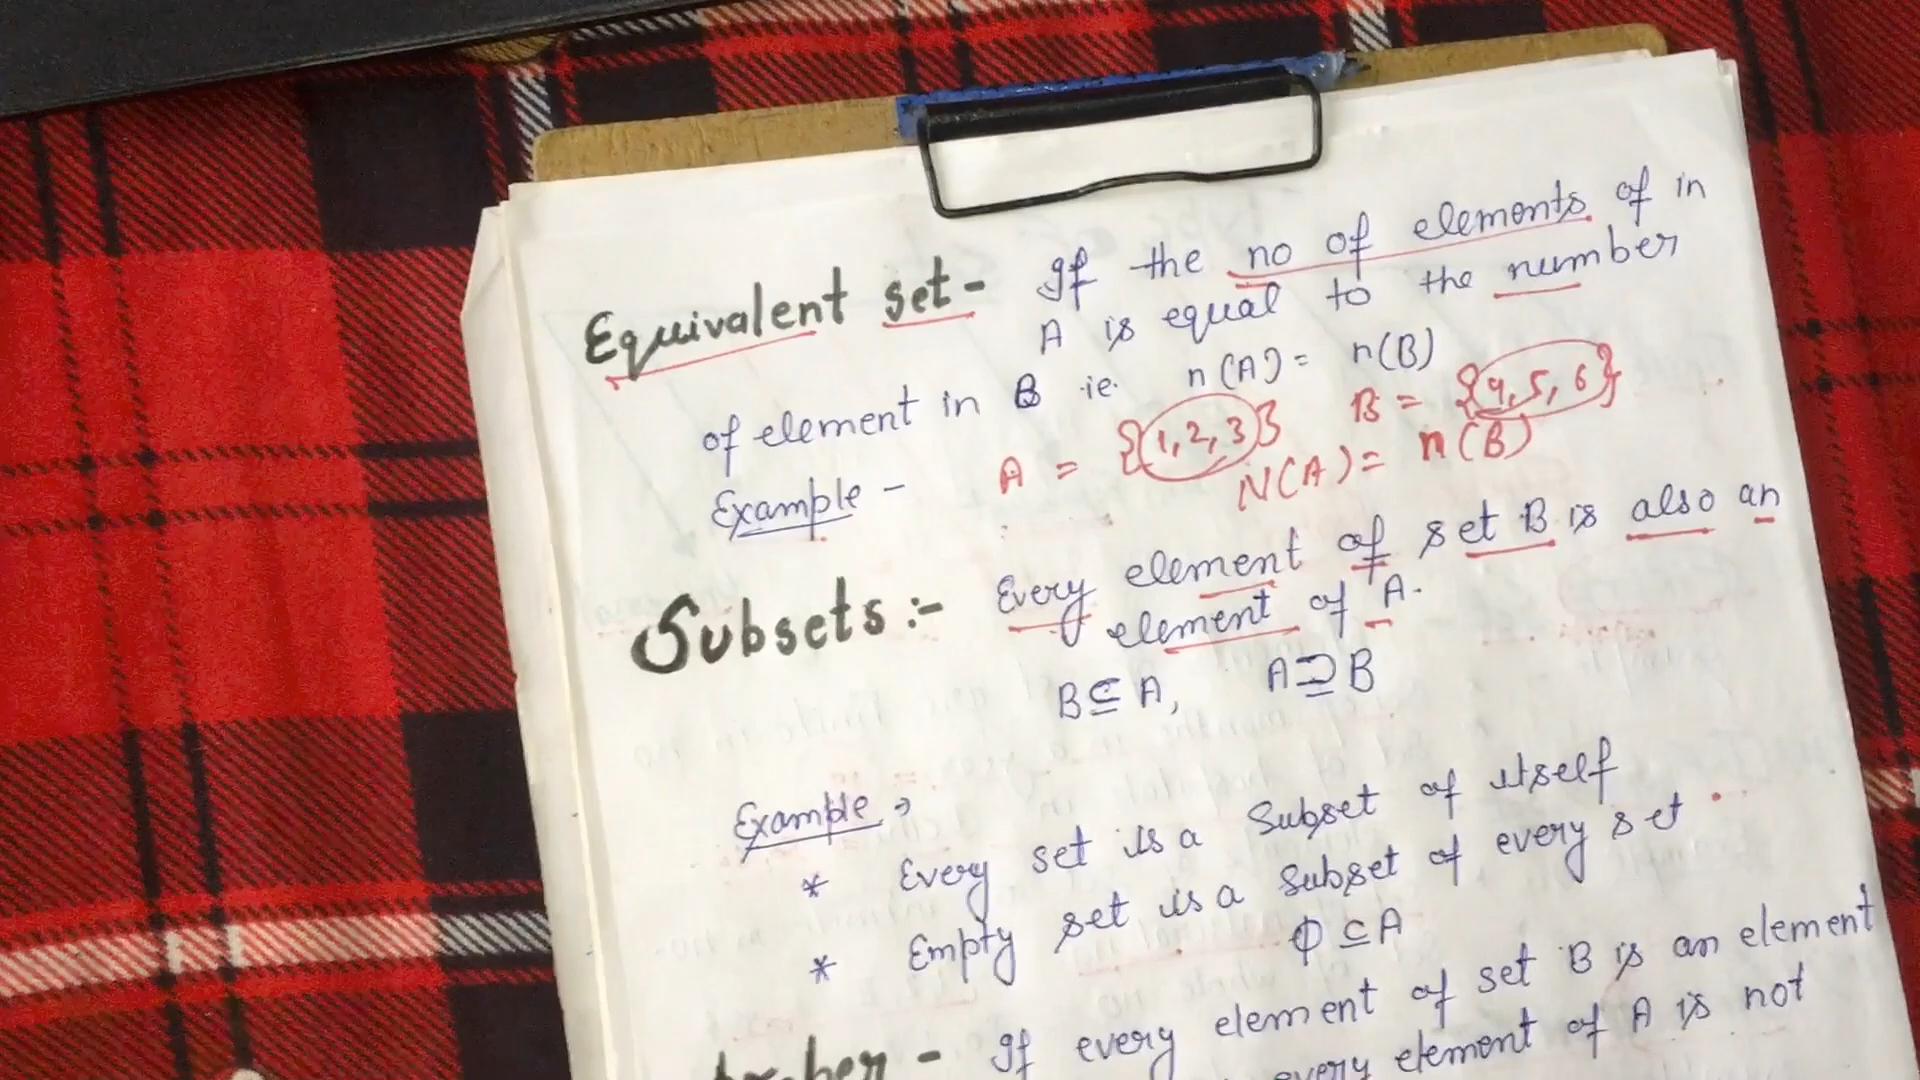 Equivalent set - If the no of elements of in
A is equal to the number
of element in B ie. n(A) = n(B)
Example - A = {1, 2, 3} B = {4, 5, 6}
N(A) = n(B)
Subsets :- Every element of set B is also an
element of A.
B ⊆ A, A ⊇ B
Example →
* Every set is a Subset of itself
* Empty set is a Subset of every set
ϕ ⊆ A
If every element of set B is an element
every element of A is not